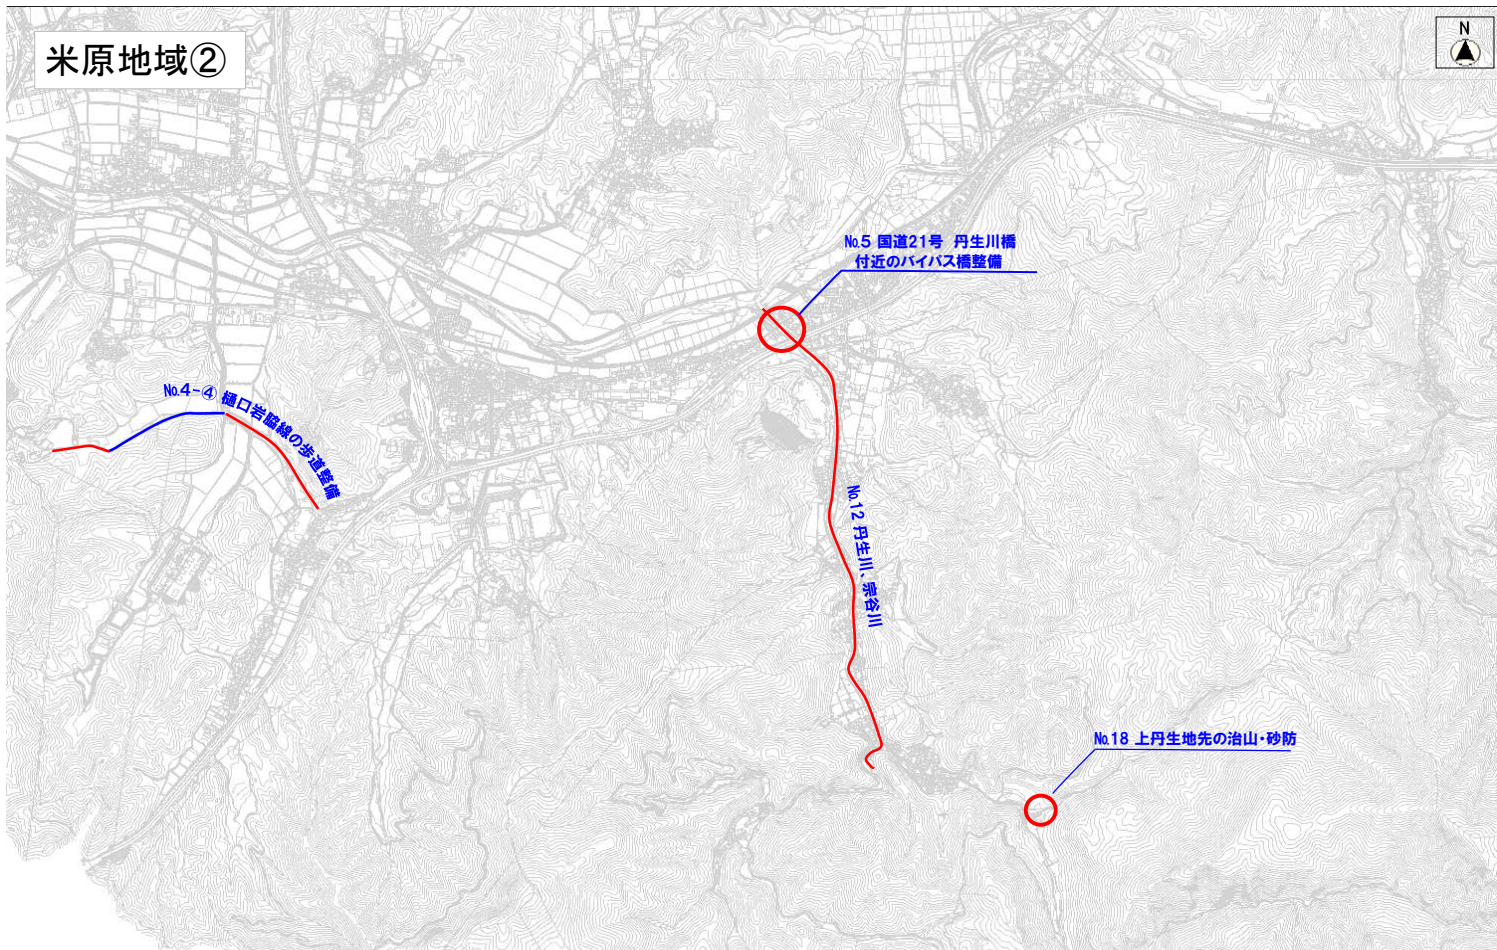 米原地域②
N
№5 国道21号 丹生川橋
付近のバイパス橋整備
№4-④ 樋口岩脇線の歩道整備
№12 丹生川、宗谷川
№18 上丹生地先の治山・砂防